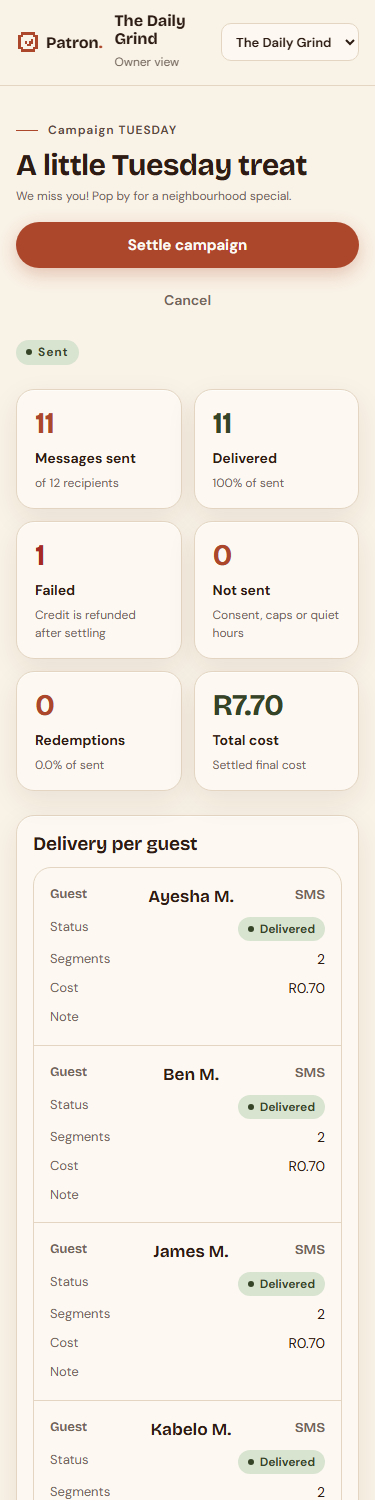 Patron.
The Daily
Grind
Owner view
The Daily Grind
Campaign TUESDAY
A little Tuesday treat
We miss you! Pop by for a neighbourhood special.
Settle campaign
Cancel
Sent
11
Messages sent
of 12 recipients
11
Delivered
100% of sent
1
Failed
Credit is refunded
after settling
0
Not sent
Consent, caps or quiet
hours
0
Redemptions
0.0% of sent
R7.70
Total cost
Settled final cost
Delivery per guest
Guest Ayesha M. SMS
Status Delivered
Segments 2
Cost R0.70
Note
Guest Ben M. SMS
Status Delivered
Segments 2
Cost R0.70
Note
Guest James M. SMS
Status Delivered
Segments 2
Cost R0.70
Note
Guest Kabelo M. SMS
Status Delivered
Segments 2